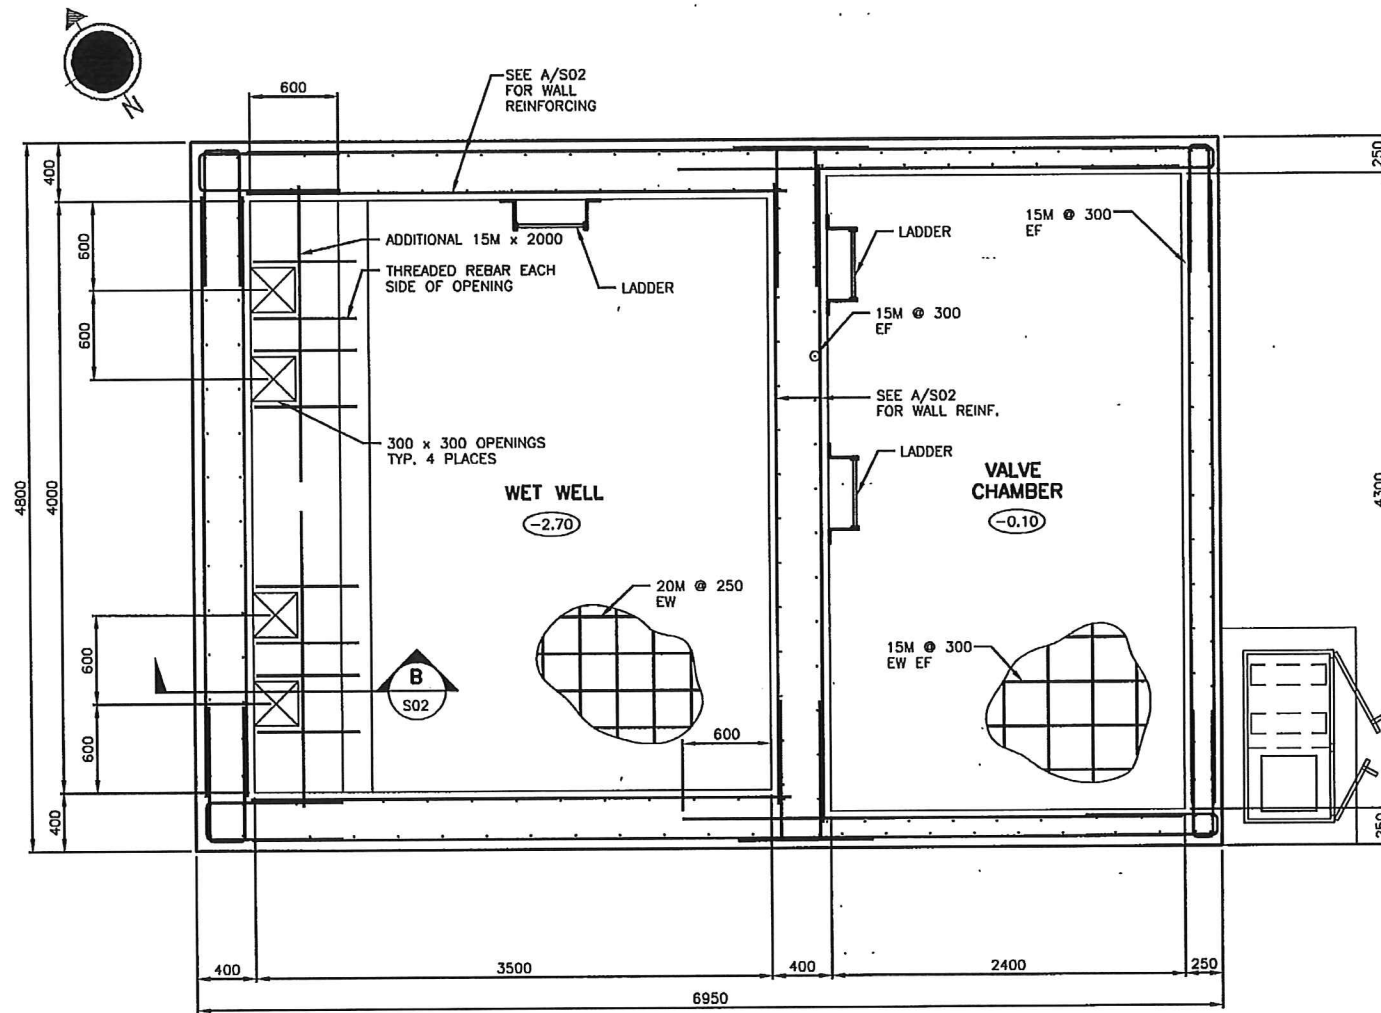 N
600
SEE A/S02
FOR WALL
REINFORCING
400
250
600
ADDITIONAL 15M x 2000
THREADED REBAR EACH
SIDE OF OPENING
LADDER
LADDER
15M @ 300
EF
15M @ 300
EF
600
SEE A/S02
FOR WALL REINF.
300 x 300 OPENINGS
TYP. 4 PLACES
LADDER
4800
4000
4300
WET WELL
-2.70
VALVE
CHAMBER
-0.10
20M @ 250
EW
15M @ 300
EW EF
600
B
S02
600
600
400
250
400
3500
400
2400
250
6950